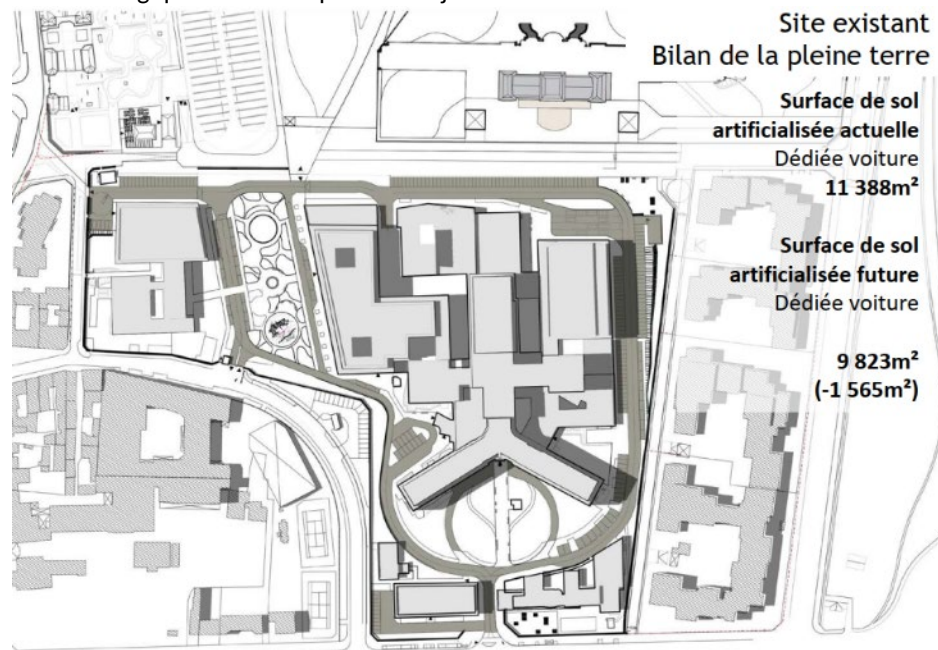 Site existant
Bilan de la pleine terre
Surface de sol
artificialisée actuelle
Dédiée voiture
11 388m²
Surface de sol
artificialisée future
Dédiée voiture
9 823m²
(-1 565m²)